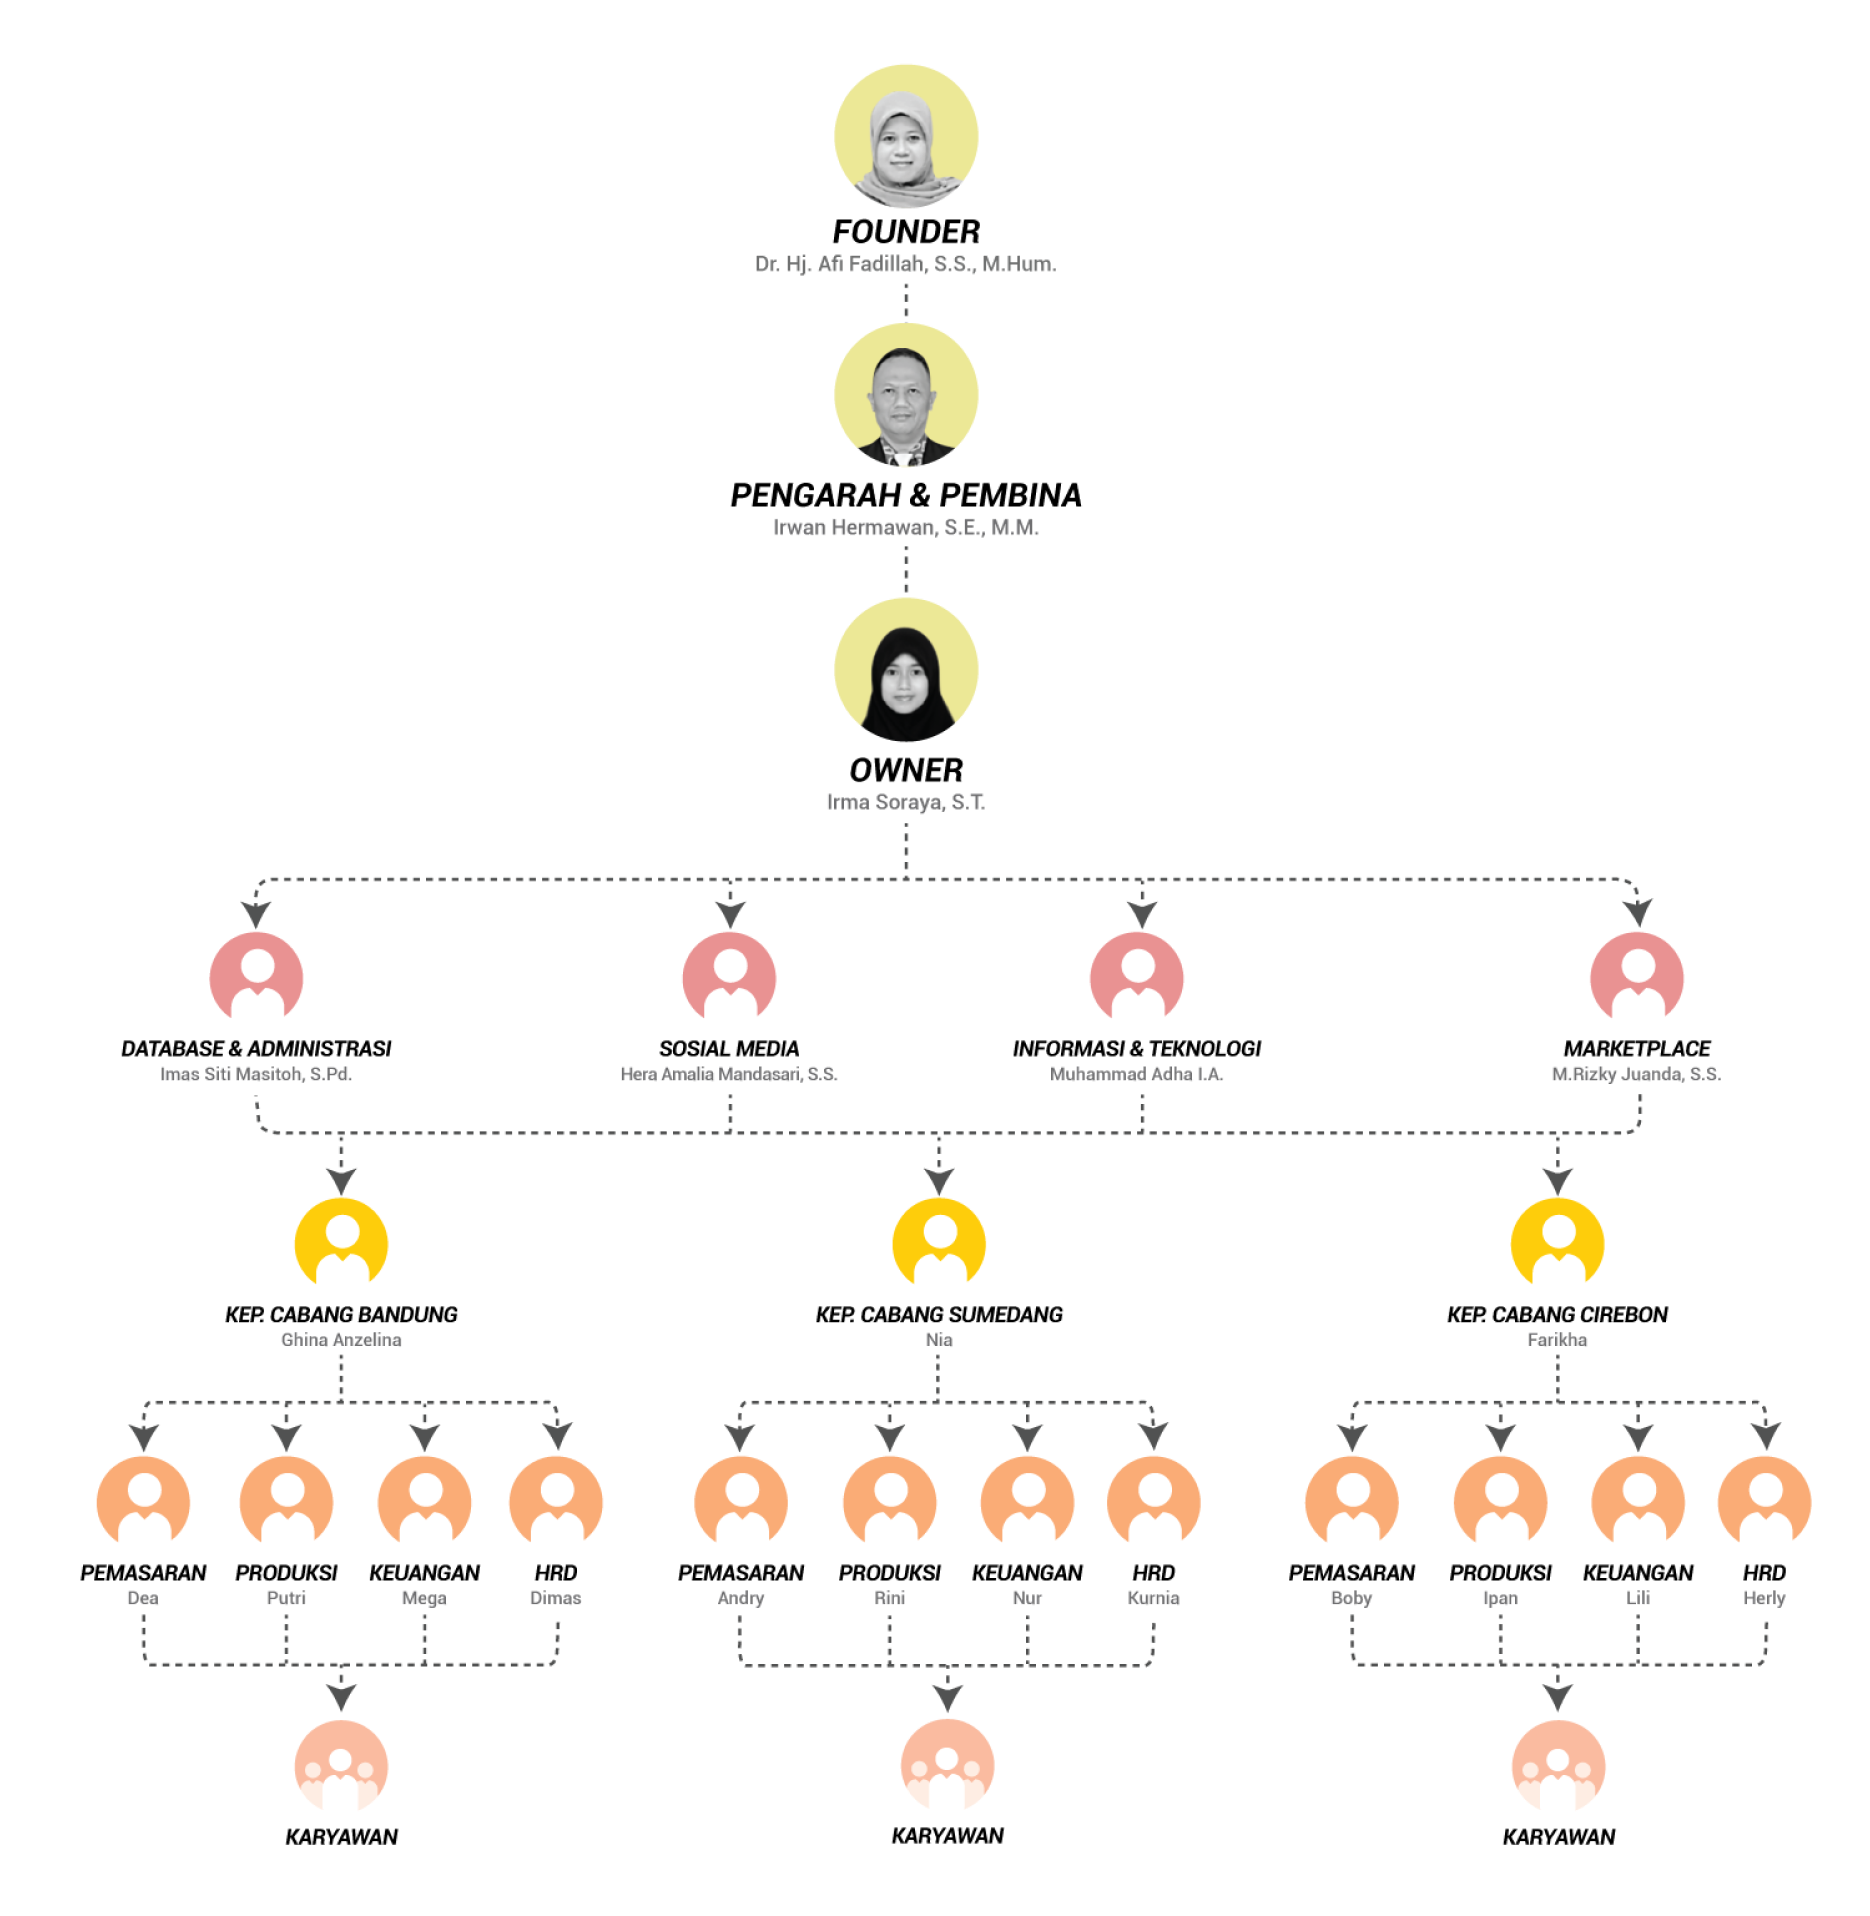 FOUNDER
Dr. Hj. Afi Fadillah, S.S., M.Hum.
PENGARAH & PEMBINA
Irwan Hermawan, S.E., M.M.
OWNER
Irma Soraya, S.T.
DATABASE & ADMINISTRASI
Imas Siti Masitoh, S.Pd.
SOSIAL MEDIA
Hera Amalia Mandasari, S.S.
INFORMASI & TEKNOLOGI
Muhammad Adha I.A.
MARKETPLACE
M.Rizky Juanda, S.S.
KEP. CABANG BANDUNG
Ghina Anzelina
KEP. CABANG SUMEDANG
Nia
KEP. CABANG CIREBON
Farikha
PEMASARAN
Dea
PRODUKSI
Putri
KEUANGAN
Mega
HRD
Dimas
PEMASARAN
Andry
PRODUKSI
Rini
KEUANGAN
Nur
HRD
Kurnia
PEMASARAN
Boby
PRODUKSI
Ipan
KEUANGAN
Lili
HRD
Herly
KARYAWAN
KARYAWAN
KARYAWAN